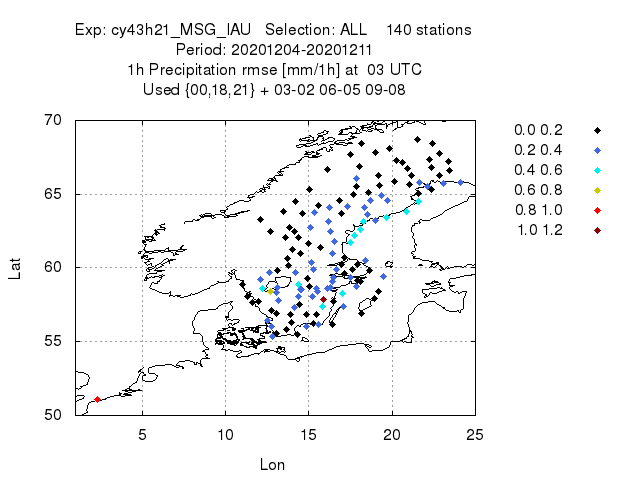 Exp: cy43h21_MSG_IAU Selection: ALL 140 stations
Period: 20201204-20201211
1h Precipitation rmse [mm/1h] at 03 UTC
Used {00,18,21} + 03-02 06-05 09-08
70
65
60
55
50
Lat
5
10
15
20
25
Lon
0.0 0.2
0.2 0.4
0.4 0.6
0.6 0.8
0.8 1.0
1.0 1.2